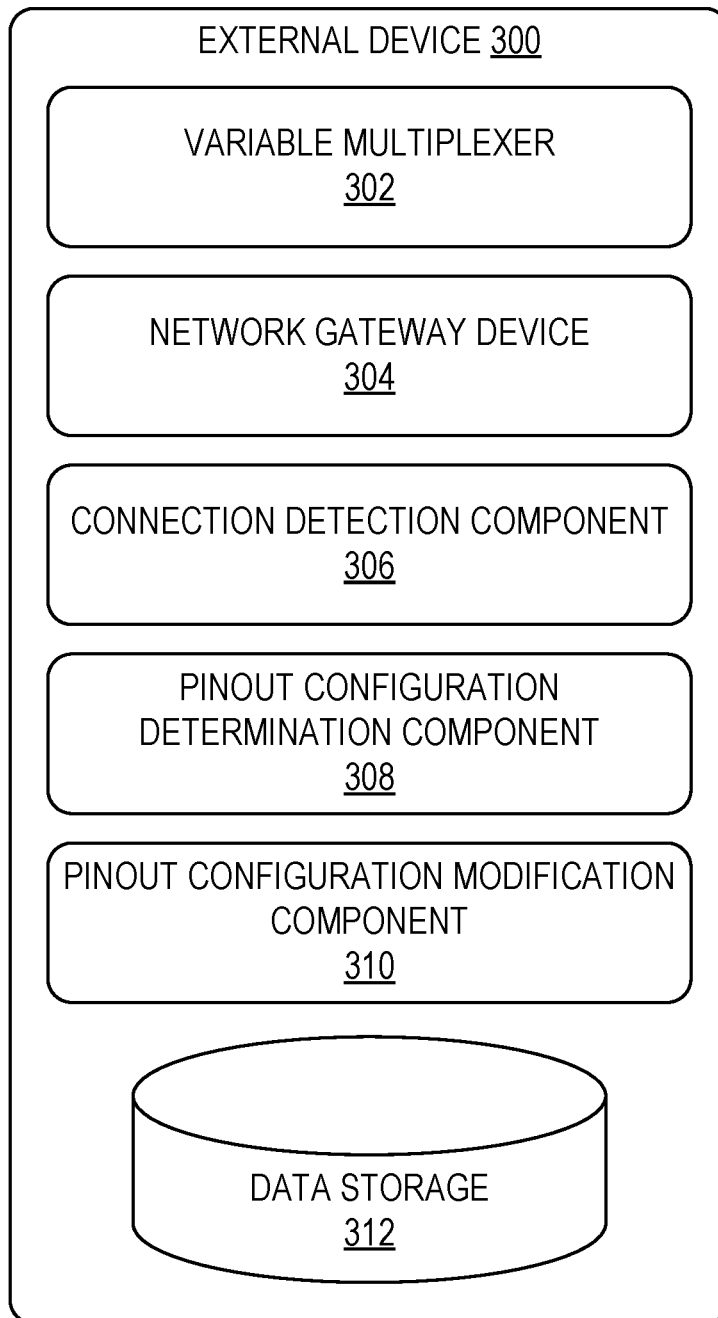 EXTERNAL DEVICE 300
VARIABLE MULTIPLEXER
302
NETWORK GATEWAY DEVICE
304
CONNECTION DETECTION COMPONENT
306
PINOUT CONFIGURATION
DETERMINATION COMPONENT
308
PINOUT CONFIGURATION MODIFICATION
COMPONENT
310
DATA STORAGE
312